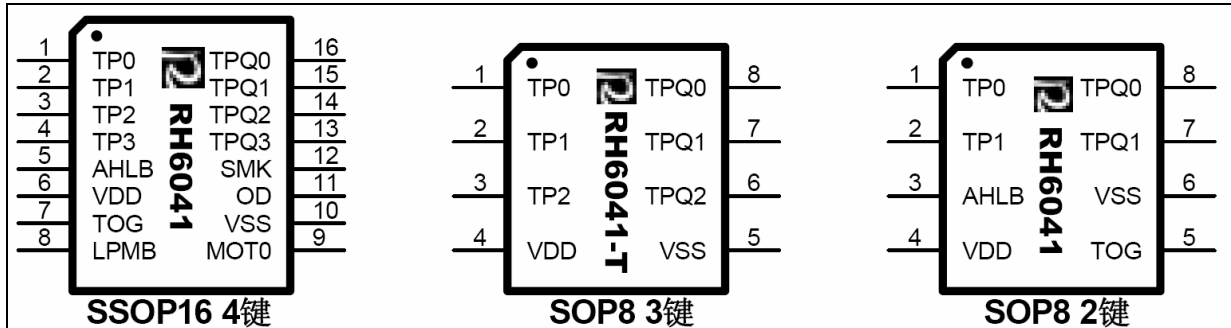 1 TP0 TPQ0 16
2 TP1 TPQ1 15
3 TP2 TPQ2 14
4 TP3 TPQ3 13
5 AHLB SMK 12
6 VDD OD 11
7 TOG VSS 10
8 LPMB MOT0 9
RH6041
SSOP16 4键
1 TP0 TPQ0 8
2 TP1 TPQ1 7
3 TP2 TPQ2 6
4 VDD VSS 5
RH6041-T
SOP8 3键
1 TP0 TPQ0 8
2 TP1 TPQ1 7
3 AHLB VSS 6
4 VDD TOG 5
RH6041
SOP8 2键